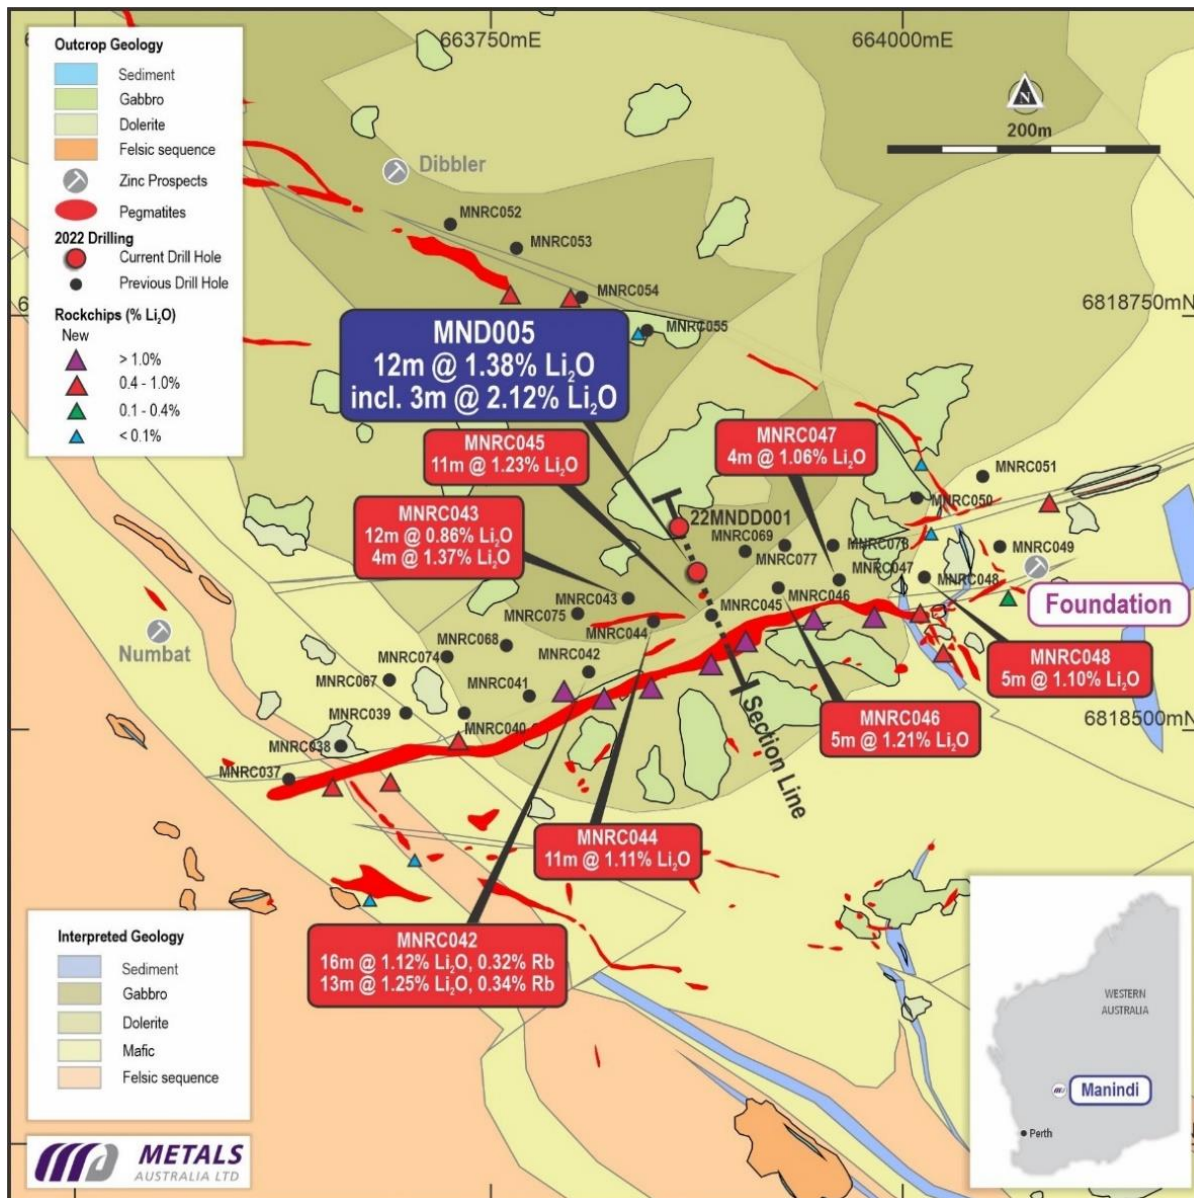 663750mE
664000mE
Outcrop Geology
Sediment
Gabbro
Dolerite
Felsic sequence
Zinc Prospects
Pegmatites
2022 Drilling
Current Drill Hole
Previous Drill Hole
Rockchips (% Li₂O)
New
> 1.0%
0.4 - 1.0%
0.1 - 0.4%
< 0.1%
N
200m
Dibbler
MNRC052
MNRC053
MNRC054
MNRC055
6818750mN
MND005
12m @ 1.38% Li₂O
incl. 3m @ 2.12% Li₂O
MNRC045
11m @ 1.23% Li₂O
MNRC047
4m @ 1.06% Li₂O
MNRC043
12m @ 0.86% Li₂O
4m @ 1.37% Li₂O
MNRC051
MNRC050
22MNDD001
MNRC069
MNRC077
MNRC078
MNRC049
MNRC047
MNRC048
MNRC043
MNRC046
MNRC075
MNRC045
Foundation
MNRC044
MNRC068
MNRC042
MNRC074
Numbat
MNRC067
MNRC041
MNRC039
MNRC040
MNRC038
MNRC037
MNRC048
5m @ 1.10% Li₂O
MNRC046
5m @ 1.21% Li₂O
6818500mN
Section Line
MNRC044
11m @ 1.11% Li₂O
MNRC042
16m @ 1.12% Li₂O, 0.32% Rb
13m @ 1.25% Li₂O, 0.34% Rb
Interpreted Geology
Sediment
Gabbro
Dolerite
Mafic
Felsic sequence
WESTERN
AUSTRALIA
Manindi
Perth
METALS
AUSTRALIA LTD